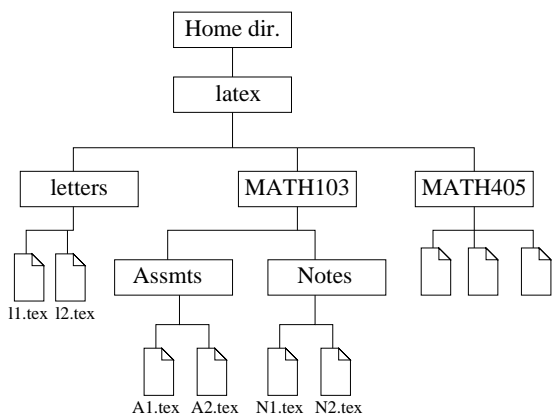 Home dir.
latex
letters MATH103 MATH405
l1.tex l2.tex
Assmts Notes
A1.tex A2.tex N1.tex N2.tex